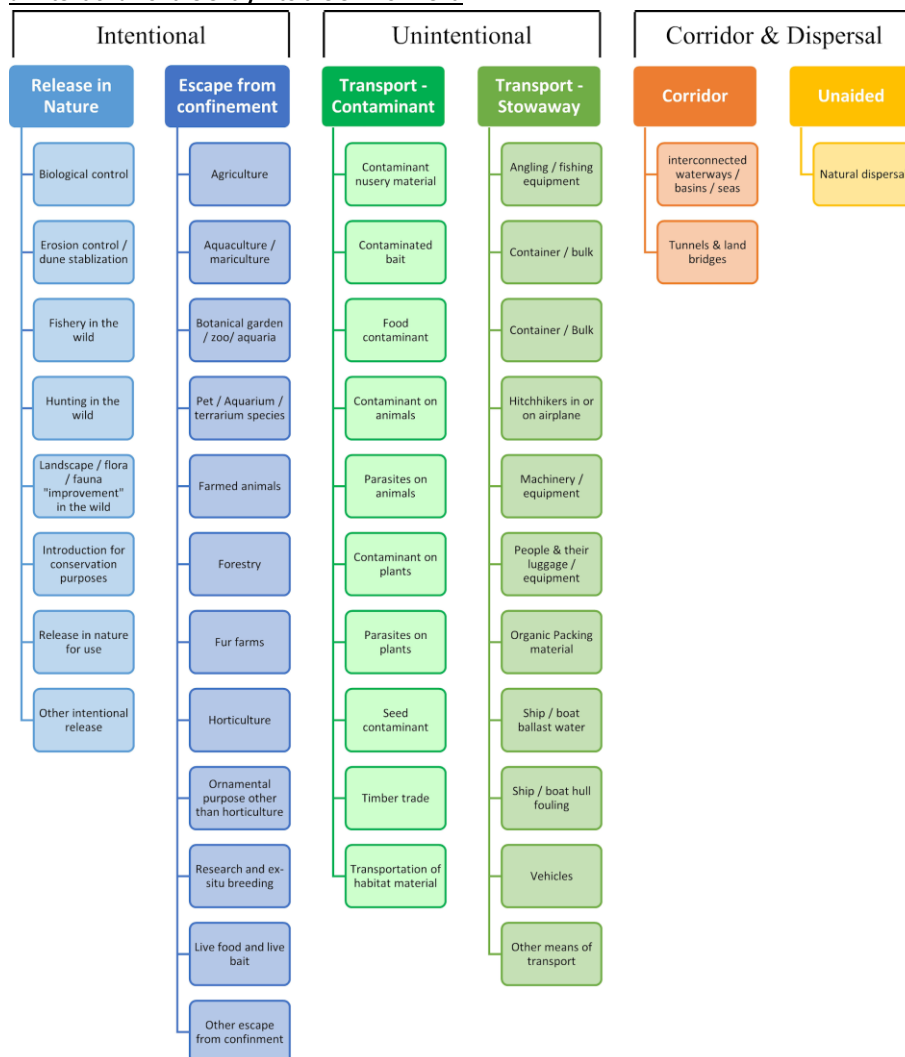 Intentional
Unintentional
Corridor & Dispersal
Release in
Nature
Biological control
Erosion control /
dune stablization
Fishery in the
wild
Hunting in the
wild
Landscape / flora
/ fauna
"improvement"
in the wild
Introduction for
conservation
purposes
Release in nature
for use
Other intentional
release
Escape from
confinement
Agriculture
Aquaculture /
mariculture
Botanical garden
/ zoo/ aquaria
Pet / Aquarium /
terrarium species
Farmed animals
Forestry
Fur farms
Horticulture
Ornamental
purpose other
than horticulture
Research and ex-
situ breeding
Live food and live
bait
Other escape
from confinment
Transport -
Contaminant
Contaminant
nusery material
Contaminated
bait
Food
contaminant
Contaminant on
animals
Parasites on
animals
Contaminant on
plants
Parasites on
plants
Seed
contaminant
Timber trade
Transportation of
habitat material
Transport -
Stowaway
Angling / fishing
equipment
Container / bulk
Container / Bulk
Hitchhikers in or
on airplane
Machinery /
equipment
People & their
luggage /
equipment
Organic Packing
material
Ship / boat
ballast water
Ship / boat hull
fouling
Vehicles
Other means of
transport
Corridor
interconnected
waterways /
basins / seas
Tunnels & land
bridges
Unaided
Natural dispersal